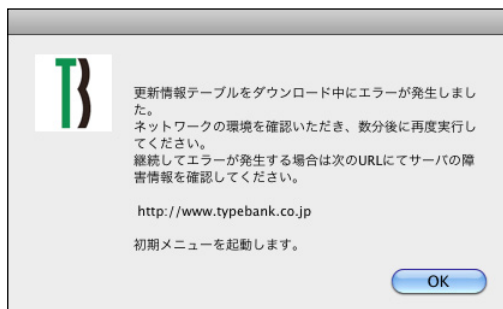 TB
更新情報テーブルをダウンロード中にエラーが発生しまし
た。
ネットワークの環境を確認いただき、数分後に再度実行し
てください。
継続してエラーが発生する場合は次のURLにてサーバの障
害情報を確認してください。
http://www.typebank.co.jp
初期メニューを起動します。
OK